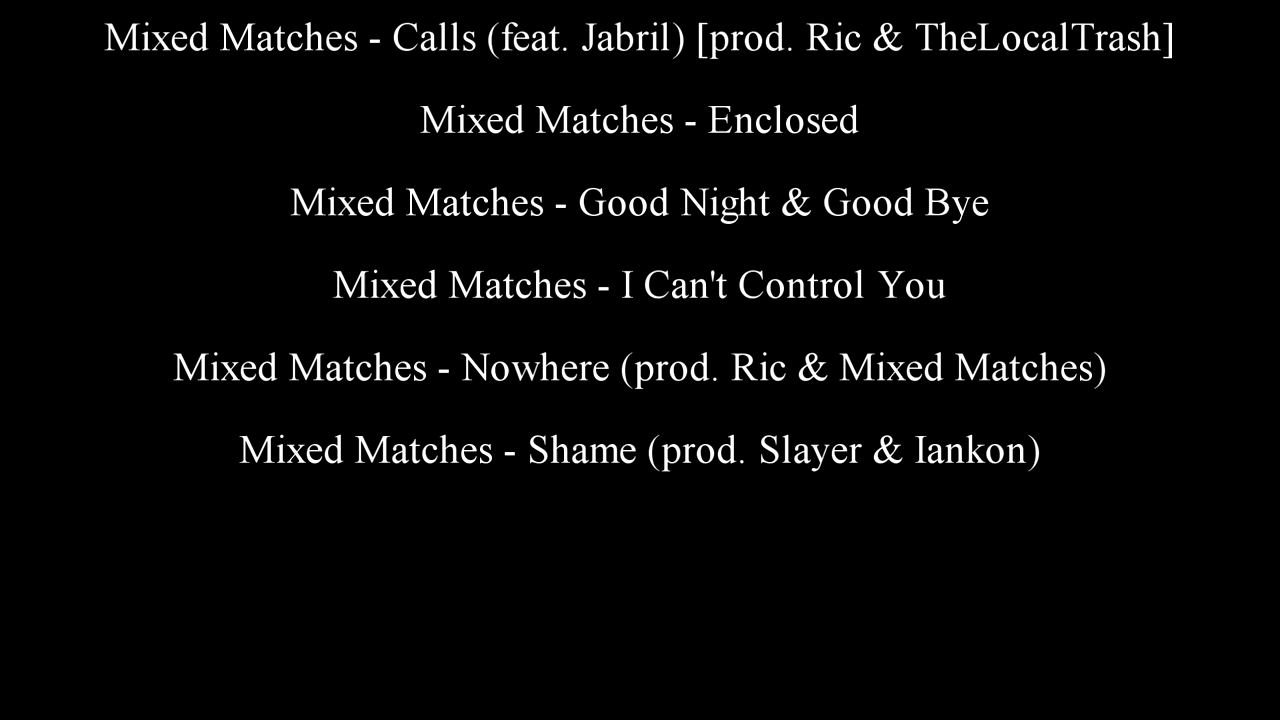 Mixed Matches - Calls (feat. Jabril) [prod. Ric & TheLocalTrash]
Mixed Matches - Enclosed
Mixed Matches - Good Night & Good Bye
Mixed Matches - I Can't Control You
Mixed Matches - Nowhere (prod. Ric & Mixed Matches)
Mixed Matches - Shame (prod. Slayer & Iankon)